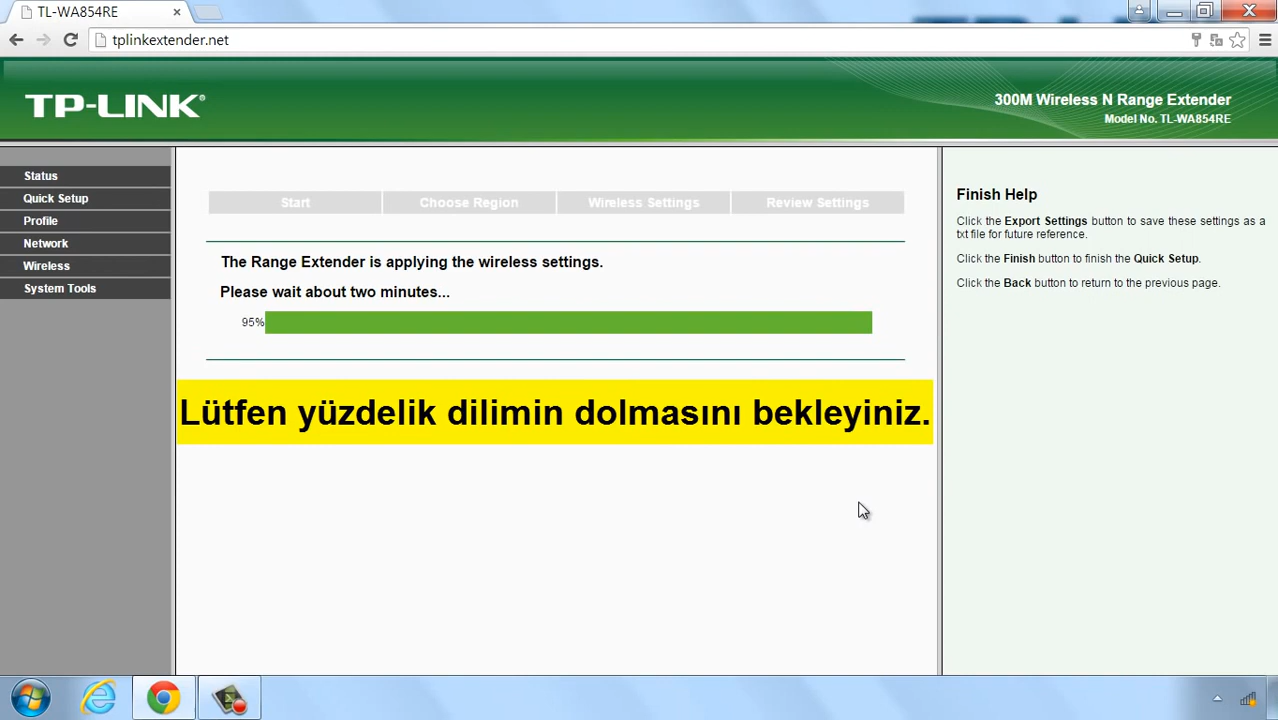 TL-WA854RE
tplinkextender.net
TP-LINK®
300M Wireless N Range Extender
Model No. TL-WA854RE
Status
Quick Setup
Profile
Network
Wireless
System Tools
Start
Choose Region
Wireless Settings
Review Settings
The Range Extender is applying the wireless settings.
Please wait about two minutes...
95%
Lütfen yüzdelik dilimin dolmasını bekleyiniz.
Finish Help
Click the Export Settings button to save these settings as a
txt file for future reference.
Click the Finish button to finish the Quick Setup.
Click the Back button to return to the previous page.